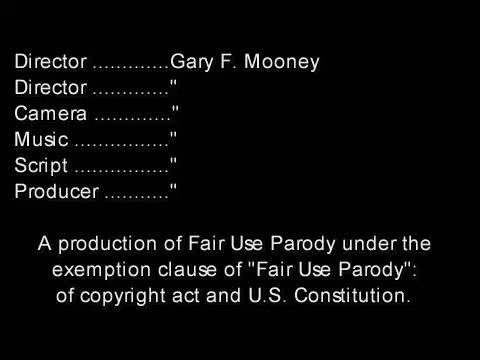 Director .............Gary F. Mooney
Director ............."
Camera ............."
Music ................"
Script ................"
Producer ..........."
A production of Fair Use Parody under the
exemption clause of "Fair Use Parody":
of copyright act and U.S. Constitution.